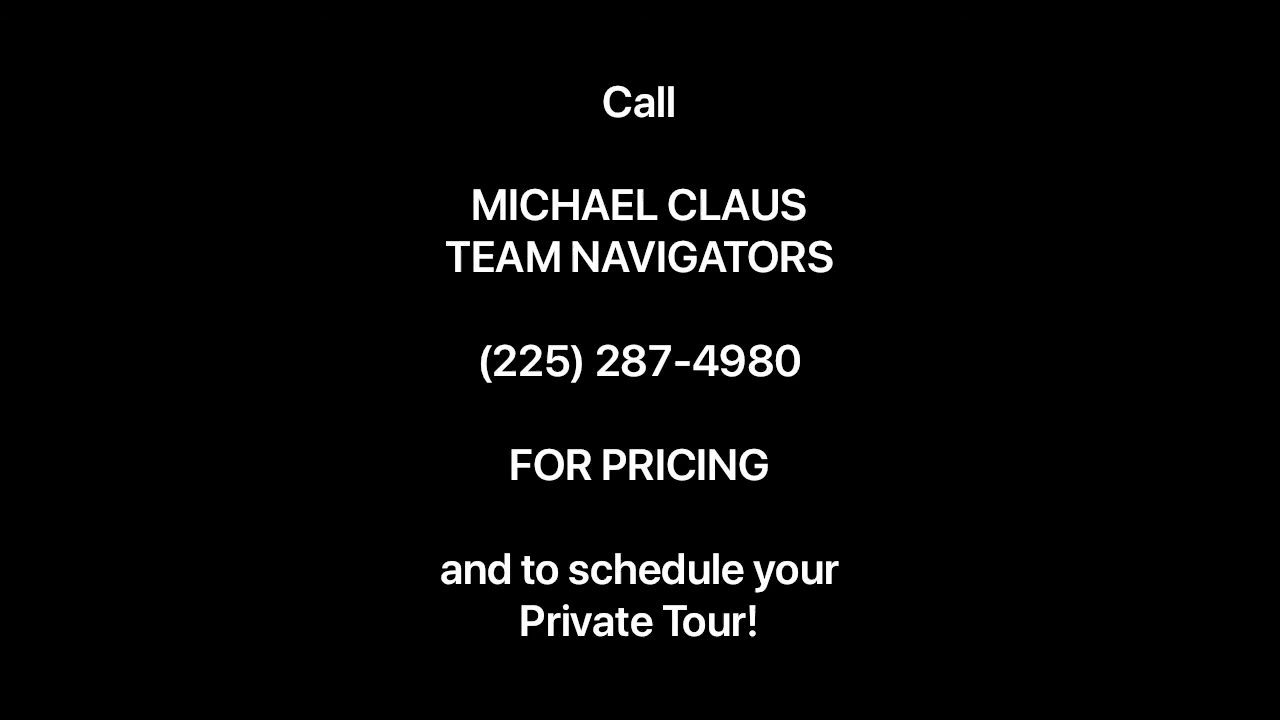 Call
MICHAEL CLAUS
TEAM NAVIGATORS
(225) 287-4980
FOR PRICING
and to schedule your
Private Tour!